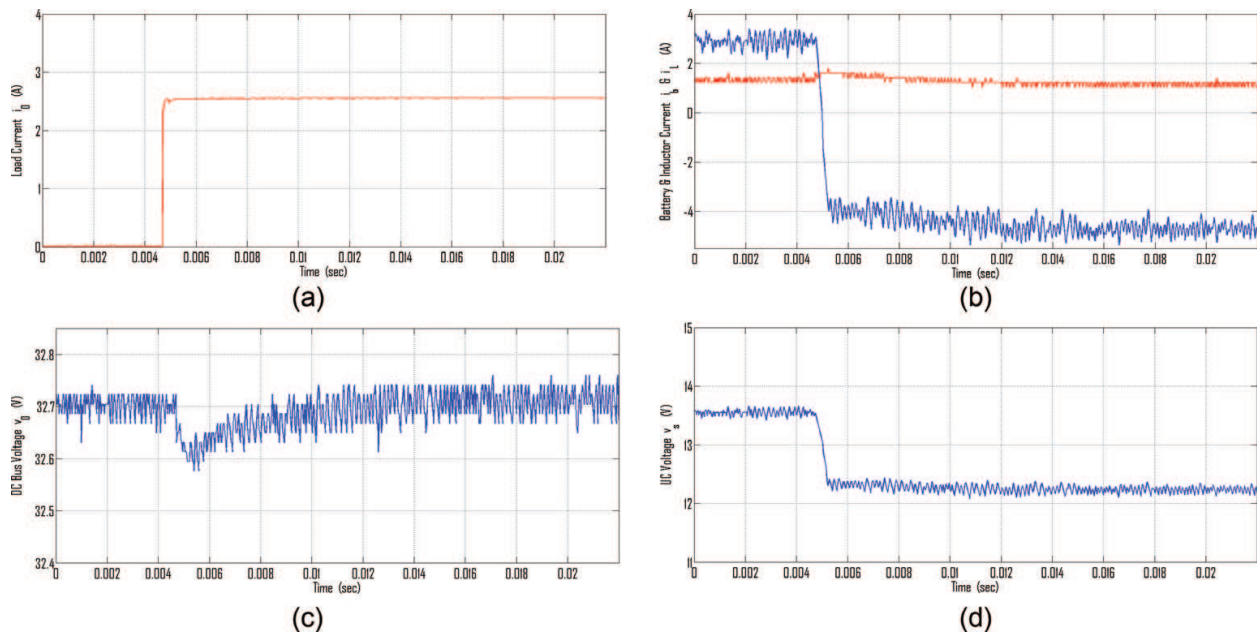 4
3
2
1
0
Load Current i_0 (A)
0 0.002 0.004 0.006 0.008 0.01 0.012 0.014 0.016 0.018 0.02
Time (sec)
(a)
4
2
0
-2
-4
Battery & Inductor Current i_b & i_L (A)
0 0.002 0.004 0.006 0.008 0.01 0.012 0.014 0.016 0.018 0.02
Time (sec)
(b)
32.8
32.7
32.6
32.5
32.4
DC Bus Voltage v_0 (V)
0 0.002 0.004 0.006 0.008 0.01 0.012 0.014 0.016 0.018 0.02
Time (sec)
(c)
15
14
13
12
11
UC Voltage v_s (V)
0 0.002 0.004 0.006 0.008 0.01 0.012 0.014 0.016 0.018 0.02
Time (sec)
(d)